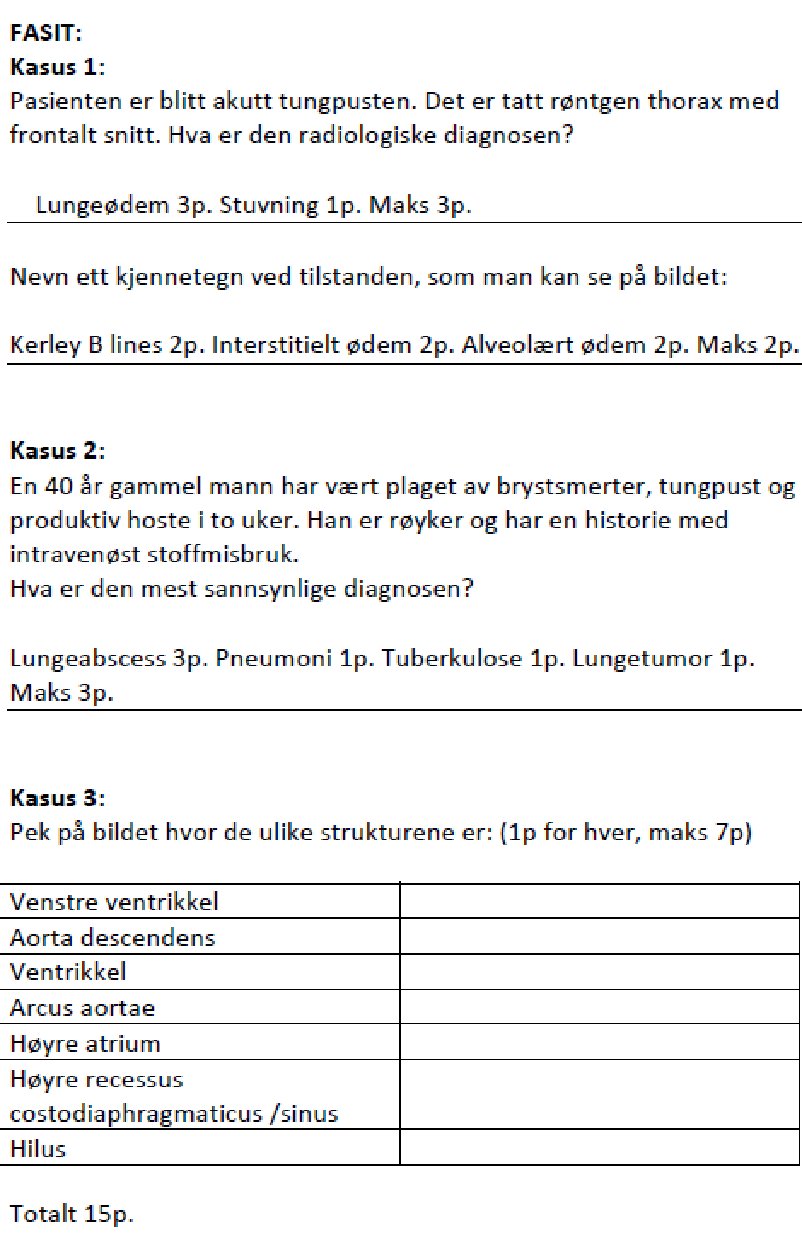 FASIT:
Kasus 1:
Pasienten er blitt akutt tungpusten. Det er tatt røntgen thorax med
frontalt snitt. Hva er den radiologiske diagnosen?
Lungeødem 3p. Stuvning 1p. Maks 3p.
Nevn ett kjennetegn ved tilstanden, som man kan se på bildet:
Kerley B lines 2p. Interstitielt ødem 2p. Alveolært ødem 2p. Maks 2p.
Kasus 2:
En 40 år gammel mann har vært plaget av brystsmerter, tungpust og
produktiv hoste i to uker. Han er røyker og har en historie med
intravenøst stoffmisbruk.
Hva er den mest sannsynlige diagnosen?
Lungeabscess 3p. Pneumoni 1p. Tuberkulose 1p. Lungetumor 1p.
Maks 3p.
Kasus 3:
Pek på bildet hvor de ulike strukturene er: (1p for hver, maks 7p)
Venstre ventrikkel
Aorta descendens
Ventrikkel
Arcus aortae
Høyre atrium
Høyre recessus
costodiaphragmaticus /sinus
Hilus
Totalt 15p.